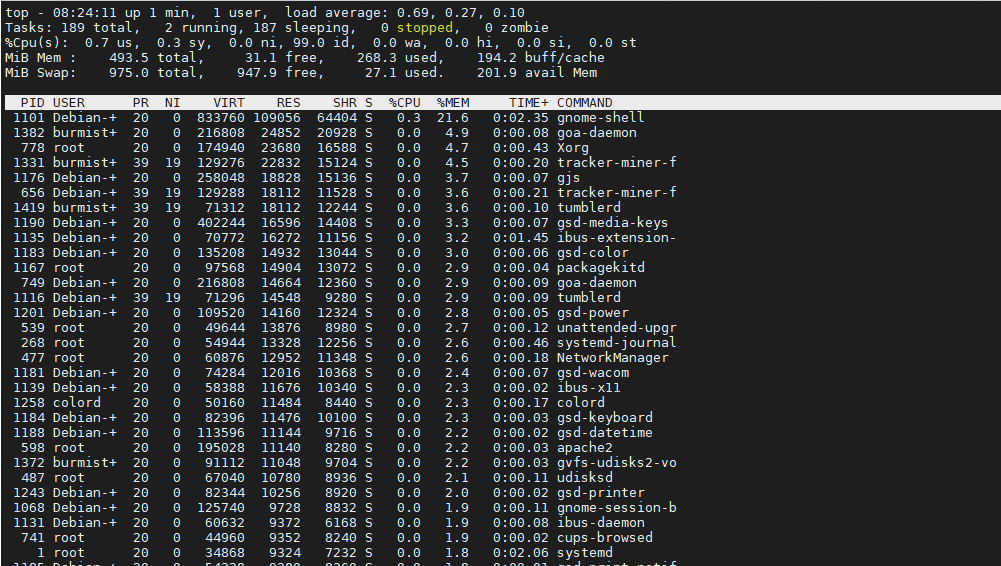 top - 08:24:11 up 1 min,  1 user,  load average: 0.69, 0.27, 0.10
Tasks: 189 total,   2 running, 187 sleeping,   0 stopped,   0 zombie
%Cpu(s):  0.7 us,  0.3 sy,  0.0 ni, 99.0 id,  0.0 wa,  0.0 hi,  0.0 si,  0.0 st
MiB Mem :    493.5 total,     31.1 free,    268.3 used,    194.2 buff/cache
MiB Swap:    975.0 total,    947.9 free,     27.1 used.    201.9 avail Mem
PID USER      PR  NI    VIRT    RES    SHR S  %CPU  %MEM     TIME+ COMMAND
1101 Debian-+  20   0  833760 109056  64404 S   0.3  21.6   0:02.35 gnome-shell
1382 burmist+  20   0  216808  24852  20928 S   0.0   4.9   0:00.08 goa-daemon
778 root      20   0  174940  23680  16588 S   0.0   4.7   0:00.43 Xorg
1331 burmist+  39  19  129276  22832  15124 S   0.0   4.5   0:00.20 tracker-miner-f
1176 Debian-+  20   0  258048  18828  15136 S   0.0   3.7   0:00.07 gjs
656 Debian-+  39  19  129288  18112  11528 S   0.0   3.6   0:00.21 tracker-miner-f
1419 burmist+  39  19   71312  18112  12244 S   0.0   3.6   0:00.10 tumblerd
1190 Debian-+  20   0  402244  16596  14408 S   0.0   3.3   0:00.07 gsd-media-keys
1135 Debian-+  20   0   70772  16272  11156 S   0.0   3.2   0:01.45 ibus-extension-
1183 Debian-+  20   0  135208  14932  13044 S   0.0   3.0   0:00.06 gsd-color
1167 root      20   0   97568  14904  13072 S   0.0   2.9   0:00.04 packagekitd
749 Debian-+  20   0  216808  14664  12360 S   0.0   2.9   0:00.09 goa-daemon
1116 Debian-+  39  19   71296  14548   9280 S   0.0   2.9   0:00.09 tumblerd
1201 Debian-+  20   0  109520  14160  12324 S   0.0   2.8   0:00.05 gsd-power
539 root      20   0   49644  13876   8980 S   0.0   2.7   0:00.12 unattended-upgr
268 root      20   0   54944  13328  12256 S   0.0   2.6   0:00.46 systemd-journal
477 root      20   0   60876  12952  11348 S   0.0   2.6   0:00.18 NetworkManager
1181 Debian-+  20   0   74284  12016  10368 S   0.0   2.4   0:00.07 gsd-wacom
1139 Debian-+  20   0   58388  11676  10340 S   0.0   2.3   0:00.02 ibus-x11
1258 colord    20   0   50160  11484   8440 S   0.0   2.3   0:00.17 colord
1184 Debian-+  20   0   82396  11476  10100 S   0.0   2.3   0:00.03 gsd-keyboard
1188 Debian-+  20   0  113596  11144   9716 S   0.0   2.2   0:00.02 gsd-datetime
598 root      20   0  195028  11140   8280 S   0.0   2.2   0:00.03 apache2
1372 burmist+  20   0   91112  11048   9704 S   0.0   2.2   0:00.03 gvfs-udisks2-vo
487 root      20   0   67040  10780   8936 S   0.0   2.1   0:00.11 udisksd
1243 Debian-+  20   0   82344  10256   8920 S   0.0   2.0   0:00.02 gsd-printer
1068 Debian-+  20   0  125740   9728   8832 S   0.0   1.9   0:00.11 gnome-session-b
1131 Debian-+  20   0   60632   9372   6168 S   0.0   1.9   0:00.08 ibus-daemon
741 root      20   0   44960   9352   8240 S   0.0   1.9   0:00.02 cups-browsed
1 root      20   0   34868   9324   7232 S   0.0   1.8   0:02.06 systemd